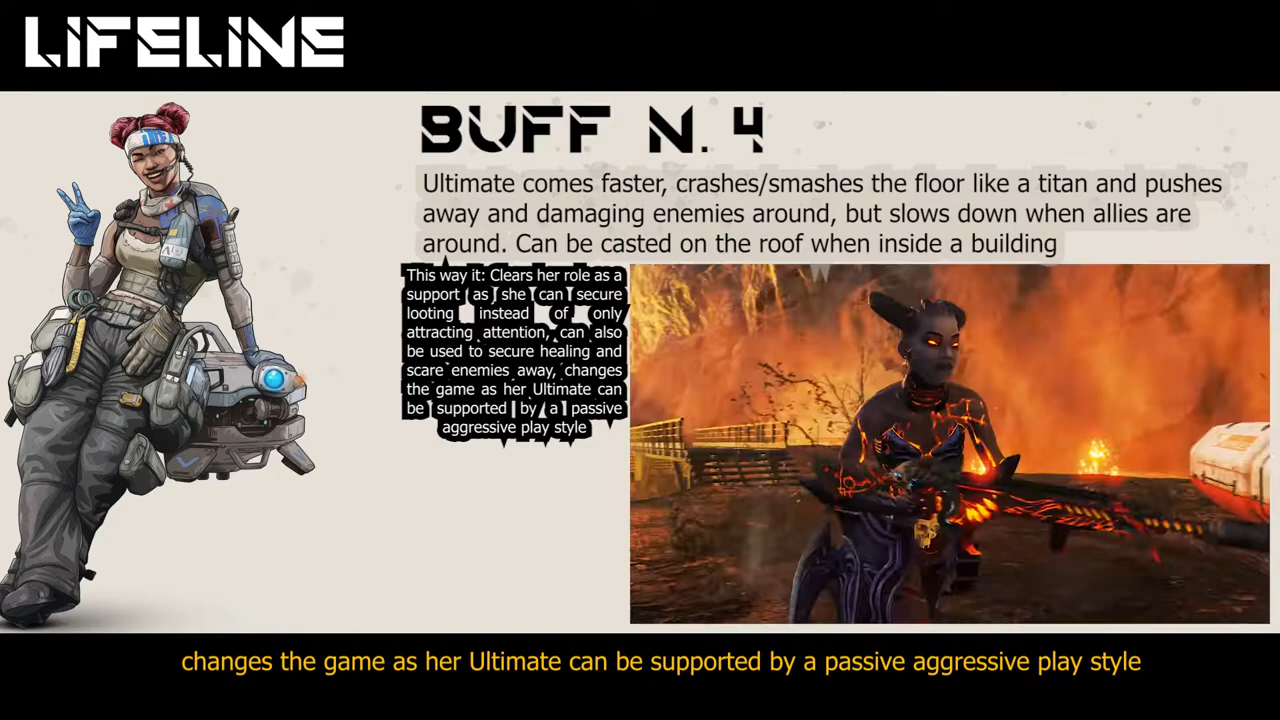 LIFELINE
BUFF N. 4
Ultimate comes faster, crashes/smashes the floor like a titan and pushes
away and damaging enemies around, but slows down when allies are
around. Can be casted on the roof when inside a building
This way it: Clears her role as a
support as she can secure
looting instead of only
attracting attention, can also
be used to secure healing and
scare enemies away, changes
the game as her Ultimate can
be supported by a passive
aggressive play style
changes the game as her Ultimate can be supported by a passive aggressive play style